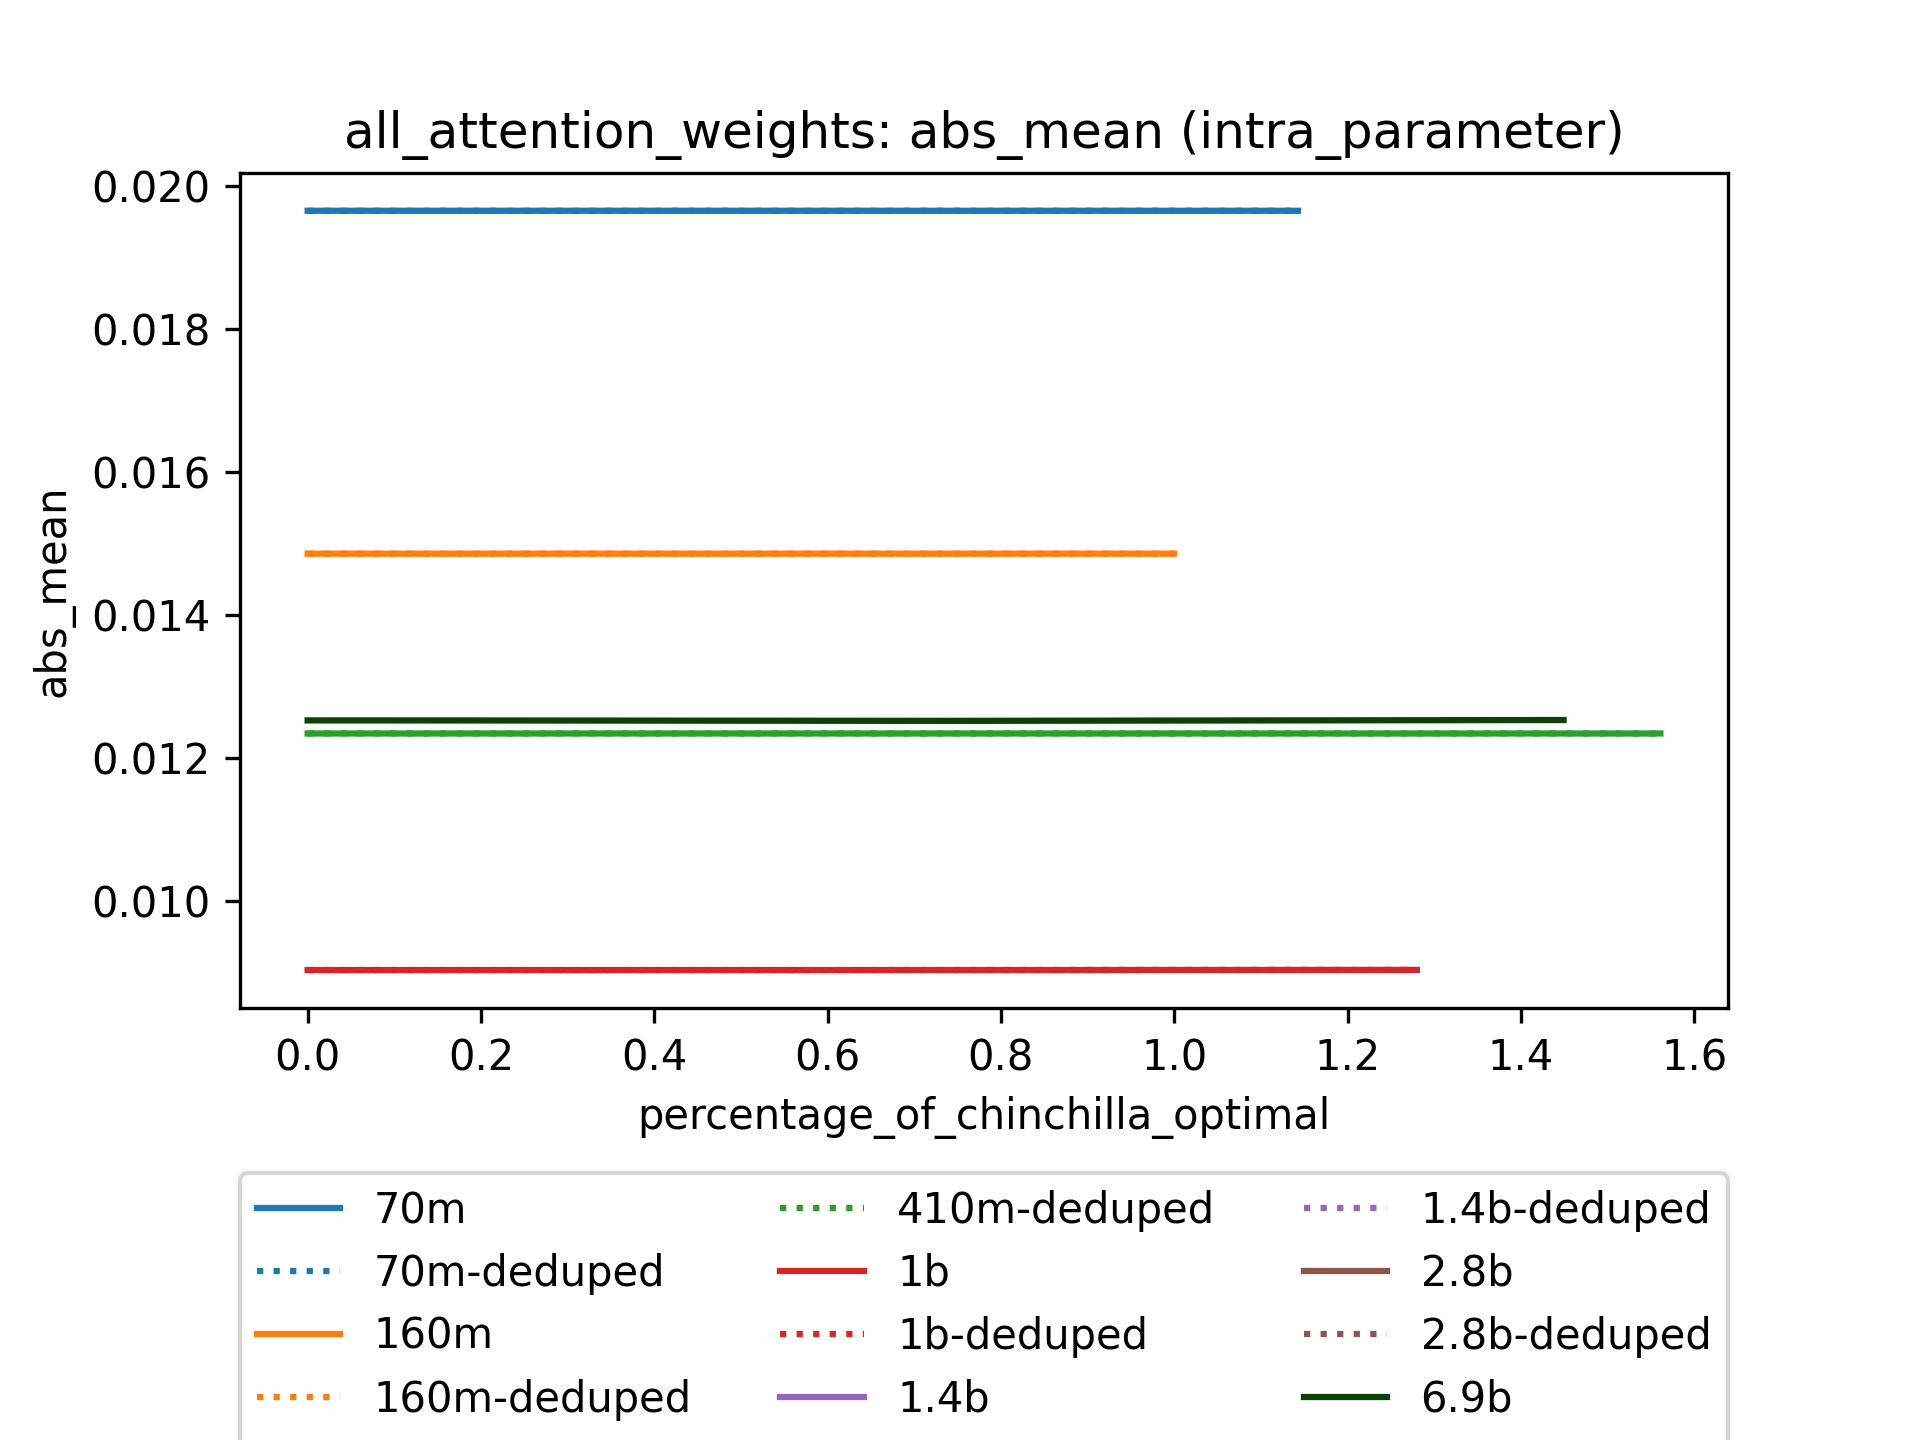 all_attention_weights: abs_mean (intra_parameter)
0.020
0.018
0.016
0.014
0.012
0.010
abs_mean
0.0 0.2 0.4 0.6 0.8 1.0 1.2 1.4 1.6
percentage_of_chinchilla_optimal
70m 410m-deduped 1.4b-deduped
70m-deduped 1b 2.8b
160m 1b-deduped 2.8b-deduped
160m-deduped 1.4b 6.9b